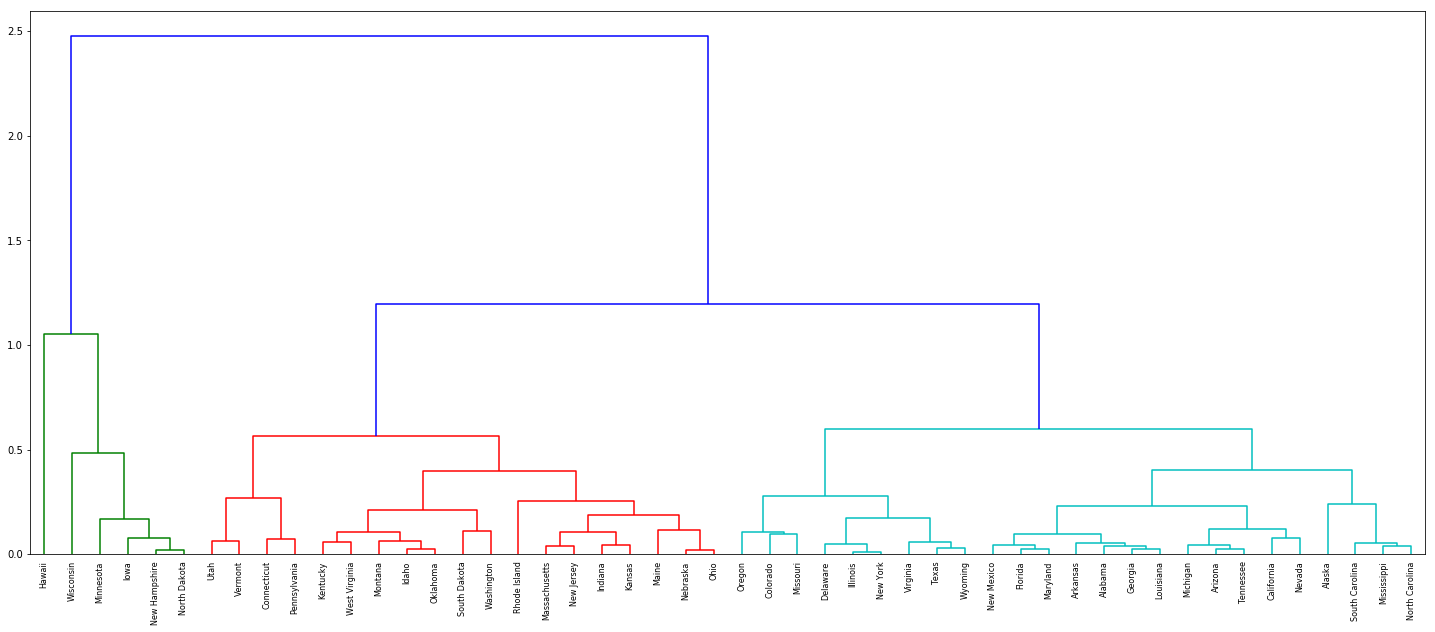 2.5
2.0
1.5
1.0
0.5
0.0
Hawaii
Wisconsin
Minnesota
Iowa
New Hampshire
North Dakota
Utah
Vermont
Connecticut
Pennsylvania
Kentucky
West Virginia
Montana
Idaho
Oklahoma
South Dakota
Washington
Rhode Island
Massachusetts
New Jersey
Indiana
Kansas
Maine
Nebraska
Ohio
Oregon
Colorado
Missouri
Delaware
Illinois
New York
Virginia
Texas
Wyoming
New Mexico
Florida
Maryland
Arkansas
Alabama
Georgia
Louisiana
Michigan
Arizona
Tennessee
California
Nevada
Alaska
South Carolina
Mississippi
North Carolina